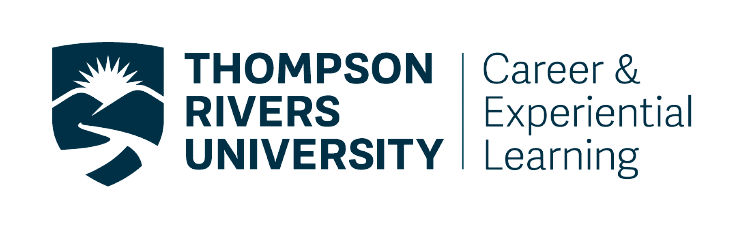 THOMPSON
RIVERS
UNIVERSITY
Career &
Experiential
Learning